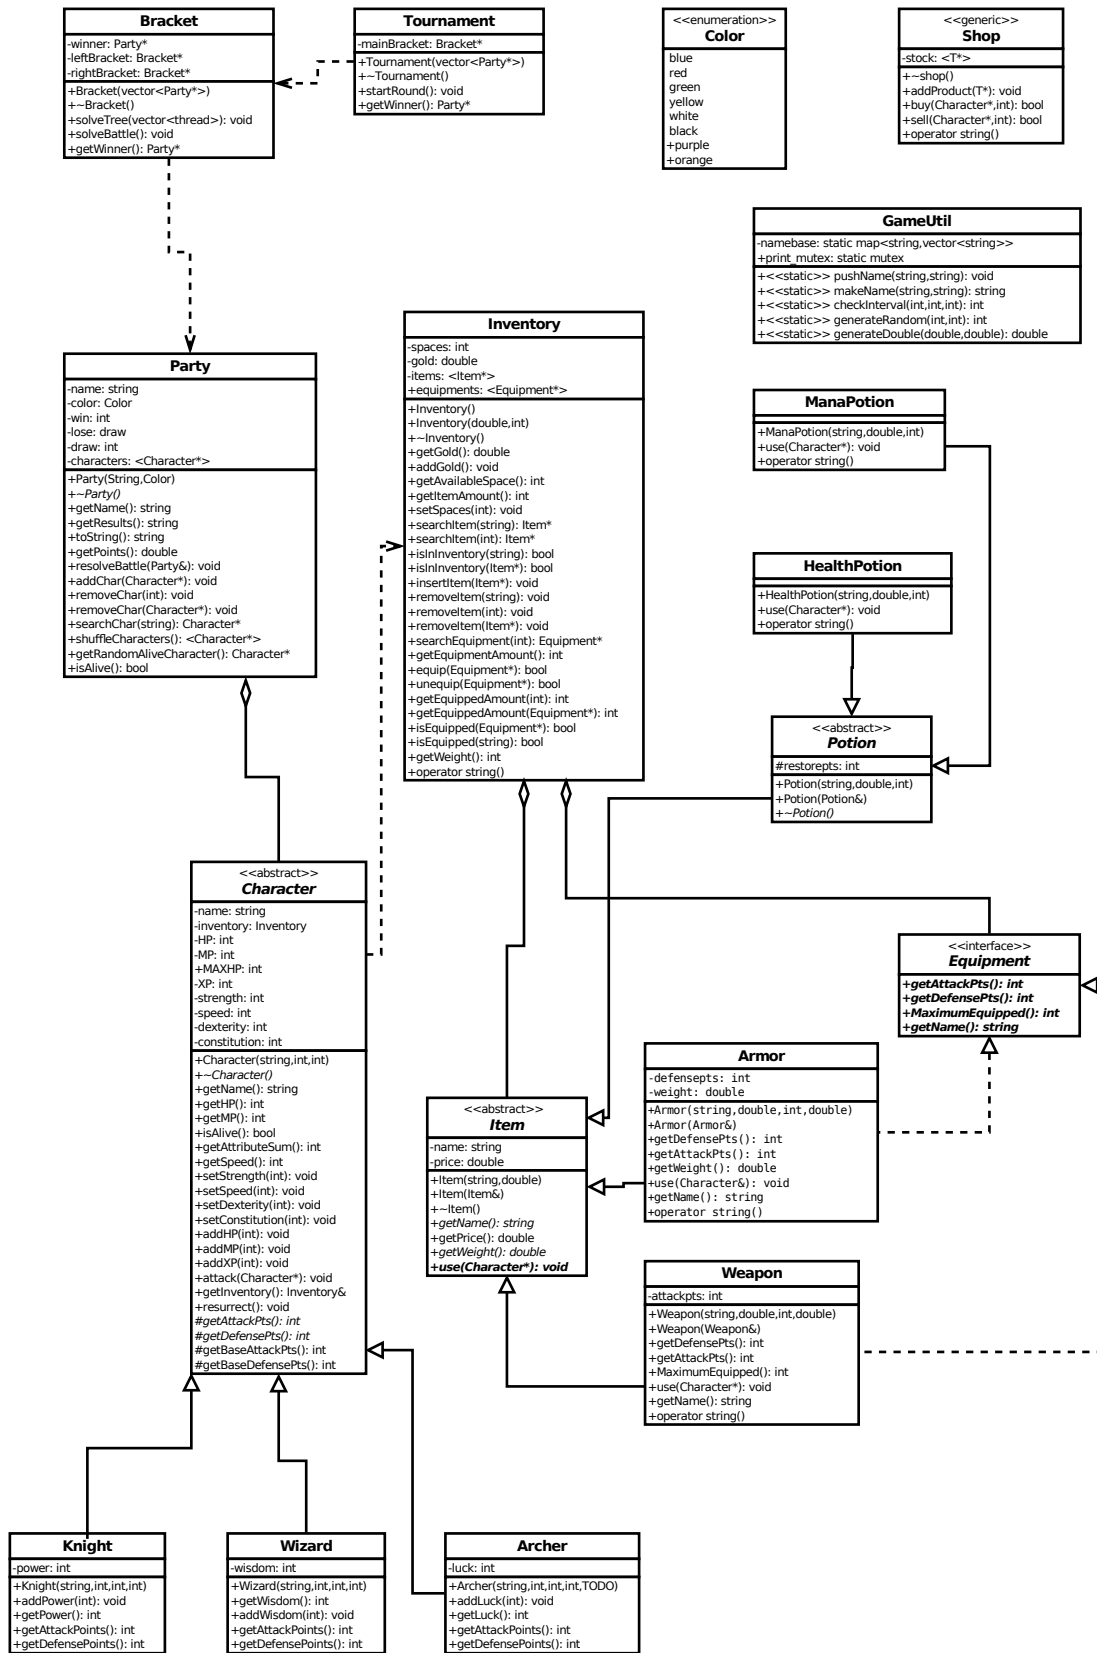 Bracket
-winner: Party*
-leftBracket: Bracket*
-rightBracket: Bracket*
+Bracket(vector<Party*>)
+~Bracket()
+solveTree(vector<thread>): void
+solveBattle(): void
+getWinner(): Party*
Tournament
-mainBracket: Bracket*
+Tournament(vector<Party*>)
+~Tournament()
+startRound(): void
+getWinner(): Party*
<<enumeration>>
Color
blue
red
green
yellow
white
black
+purple
+orange
<<generic>>
Shop
-stock: <T*>
+~shop()
+addProduct(T*): void
+buy(Character*,int): bool
+sell(Character*,int): bool
+operator string()
GameUtil
-namebase: static map<string,vector<string>>
+print_mutex: static mutex
+<<static>> pushName(string,string): void
+<<static>> makeName(string,string): string
+<<static>> checkInterval(int,int,int): int
+<<static>> generateRandom(int,int): int
+<<static>> generateDouble(double,double): double
Party
-name: string
-color: Color
-win: int
-lose: draw
-draw: int
-characters: <Character*>
+Party(String,Color)
+~Party()
+getName(): string
+getResults(): string
+toString(): string
+getPoints(): double
+resolveBattle(Party&): void
+addChar(Character*): void
+removeChar(int): void
+removeChar(Character*): void
+searchChar(string): Character*
+shuffleCharacters(): <Character*>
+getRandomAliveCharacter(): Character*
+isAlive(): bool
Inventory
-spaces: int
-gold: double
-items: <Item*>
+equipments: <Equipment*>
+Inventory()
+Inventory(double,int)
+~Inventory()
+getGold(): double
+addGold(): void
+getAvailableSpace(): int
+getItemAmount(): int
+setSpaces(int): void
+searchItem(string): Item*
+searchItem(int): Item*
+isInInventory(string): bool
+isInInventory(Item*): bool
+insertItem(Item*): void
+removeItem(string): void
+removeItem(int): void
+removeItem(Item*): void
+searchEquipment(int): Equipment*
+getEquipmentAmount(): int
+equip(Equipment*): bool
+unequip(Equipment*): bool
+getEquippedAmount(int): int
+getEquippedAmount(Equipment*): int
+isEquipped(Equipment*): bool
+isEquipped(string): bool
+getWeight(): int
+operator string()
ManaPotion
+ManaPotion(string,double,int)
+use(Character*): void
+operator string()
HealthPotion
+HealthPotion(string,double,int)
+use(Character*): void
+operator string()
<<abstract>>
Potion
#restorepts: int
+Potion(string,double,int)
+Potion(Potion&)
+~Potion()
<<abstract>>
Character
-name: string
-inventory: Inventory
-HP: int
-MP: int
+MAXHP: int
-XP: int
-strength: int
-speed: int
-dexterity: int
-constitution: int
+Character(string,int,int)
+~Character()
+getName(): string
+getHP(): int
+getMP(): int
+isAlive(): bool
+getAttributeSum(): int
+getSpeed(): int
+setStrength(int): void
+setSpeed(int): void
+setDexterity(int): void
+setConstitution(int): void
+addHP(int): void
+addMP(int): void
+addXP(int): void
+attack(Character*): void
+getInventory(): Inventory&
+resurrect(): void
#getAttackPts(): int
#getDefensePts(): int
#getBaseAttackPts(): int
#getBaseDefensePts(): int
<<interface>>
Equipment
+getAttackPts(): int
+getDefensePts(): int
+MaximumEquipped(): int
+getName(): string
Armor
-defensepts: int
-weight: double
+Armor(string,double,int,double)
+Armor(Armor&)
+getDefensePts(): int
+getAttackPts(): int
+getWeight(): double
+use(Character&): void
+getName(): string
+operator string()
<<abstract>>
Item
-name: string
-price: double
+Item(string,double)
+Item(Item&)
+~Item()
+getName(): string
+getPrice(): double
+getWeight(): double
+use(Character*): void
Weapon
-attackpts: int
+Weapon(string,double,int,double)
+Weapon(Weapon&)
+getDefensePts(): int
+getAttackPts(): int
+MaximumEquipped(): int
+use(Character*): void
+getName(): string
+operator string()
Knight
-power: int
+Knight(string,int,int,int)
+addPower(int): void
+getPower(): int
+getAttackPoints(): int
+getDefensePoints(): int
Wizard
-wisdom: int
+Wizard(string,int,int,int)
+getWisdom(): int
+addWisdom(int): void
+getAttackPoints(): int
+getDefensePoints(): int
Archer
-luck: int
+Archer(string,int,int,int,TODO)
+addLuck(int): void
+getLuck(): int
+getAttackPoints(): int
+getDefensePoints(): int